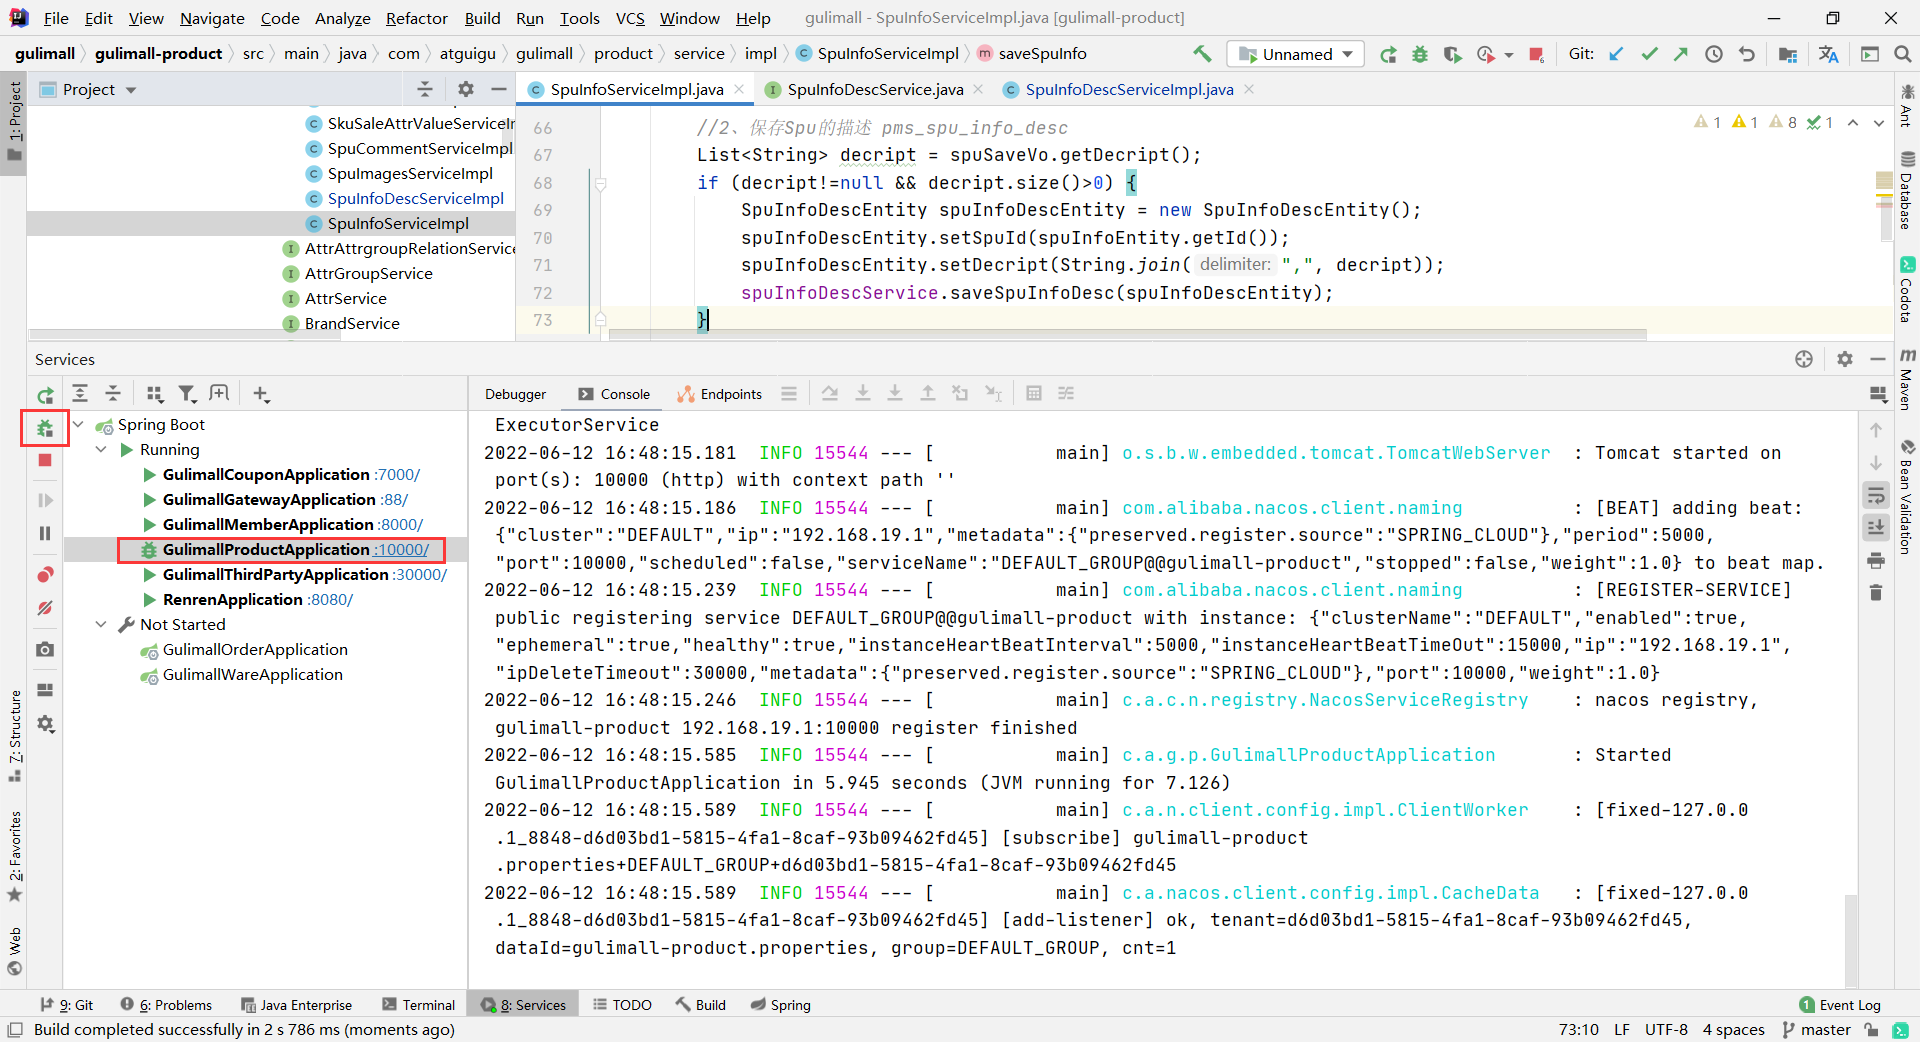 File Edit View Navigate Code Analyze Refactor Build Run Tools VCS Window Help gulimall - SpuInfoServiceImpl.java [gulimall-product]
gulimall gulimall-product src main java com atguigu gulimall product service impl SpuInfoServiceImpl saveSpuInfo Unnamed Git:
1: Project
Project
SkuSaleAttrValueServiceIr
SpuCommentServiceImpl
SpuImagesServiceImpl
SpuInfoDescServiceImpl
SpuInfoServiceImpl
AttrAttrgroupRelationService
AttrGroupService
AttrService
BrandService
SpuInfoServiceImpl.java SpuInfoDescService.java SpuInfoDescServiceImpl.java
1 1 8 1
66 //2、保存Spu的描述 pms_spu_info_desc
67 List<String> decript = spuSaveVo.getDecript();
68 if (decript!=null && decript.size()>0) {
69 SpuInfoDescEntity spuInfoDescEntity = new SpuInfoDescEntity();
70 spuInfoDescEntity.setSpuId(spuInfoEntity.getId());
71 spuInfoDescEntity.setDecript(String.join( delimiter: ",", decript));
72 spuInfoDescService.saveSpuInfoDesc(spuInfoDescEntity);
73 }
Ant
Database
Codota
Maven
Bean Validation
Services
Debugger Console Endpoints
Spring Boot
Running
GulimallCouponApplication :7000/
GulimallGatewayApplication :88/
GulimallMemberApplication :8000/
GulimallProductApplication :10000/
GulimallThirdPartyApplication :30000/
RenrenApplication :8080/
Not Started
GulimallOrderApplication
GulimallWareApplication
ExecutorService
2022-06-12 16:48:15.181 INFO 15544 --- [ main] o.s.b.w.embedded.tomcat.TomcatWebServer : Tomcat started on
port(s): 10000 (http) with context path ''
2022-06-12 16:48:15.186 INFO 15544 --- [ main] com.alibaba.nacos.client.naming : [BEAT] adding beat:
{"cluster":"DEFAULT","ip":"192.168.19.1","metadata":{"preserved.register.source":"SPRING_CLOUD"},"period":5000,
"port":10000,"scheduled":false,"serviceName":"DEFAULT_GROUP@@gulimall-product","stopped":false,"weight":1.0} to beat map.
2022-06-12 16:48:15.239 INFO 15544 --- [ main] com.alibaba.nacos.client.naming : [REGISTER-SERVICE]
public registering service DEFAULT_GROUP@@gulimall-product with instance: {"clusterName":"DEFAULT","enabled":true,
"ephemeral":true,"healthy":true,"instanceHeartBeatInterval":5000,"instanceHeartBeatTimeOut":15000,"ip":"192.168.19.1",
"ipDeleteTimeout":30000,"metadata":{"preserved.register.source":"SPRING_CLOUD"},"port":10000,"weight":1.0}
2022-06-12 16:48:15.246 INFO 15544 --- [ main] c.a.c.n.registry.NacosServiceRegistry : nacos registry,
gulimall-product 192.168.19.1:10000 register finished
2022-06-12 16:48:15.585 INFO 15544 --- [ main] c.a.g.p.GulimallProductApplication : Started
GulimallProductApplication in 5.945 seconds (JVM running for 7.126)
2022-06-12 16:48:15.589 INFO 15544 --- [ main] c.a.n.client.config.impl.ClientWorker : [fixed-127.0.0
.1_8848-d6d03bd1-5815-4fa1-8caf-93b09462fd45] [subscribe] gulimall-product
.properties+DEFAULT_GROUP+d6d03bd1-5815-4fa1-8caf-93b09462fd45
2022-06-12 16:48:15.589 INFO 15544 --- [ main] c.a.nacos.client.config.impl.CacheData : [fixed-127.0.0
.1_8848-d6d03bd1-5815-4fa1-8caf-93b09462fd45] [add-listener] ok, tenant=d6d03bd1-5815-4fa1-8caf-93b09462fd45,
dataId=gulimall-product.properties, group=DEFAULT_GROUP, cnt=1
7: Structure
2: Favorites
Web
9: Git 6: Problems Java Enterprise Terminal 8: Services TODO Build Spring 1 Event Log
Build completed successfully in 2 s 786 ms (moments ago) 73:10 LF UTF-8 4 spaces master